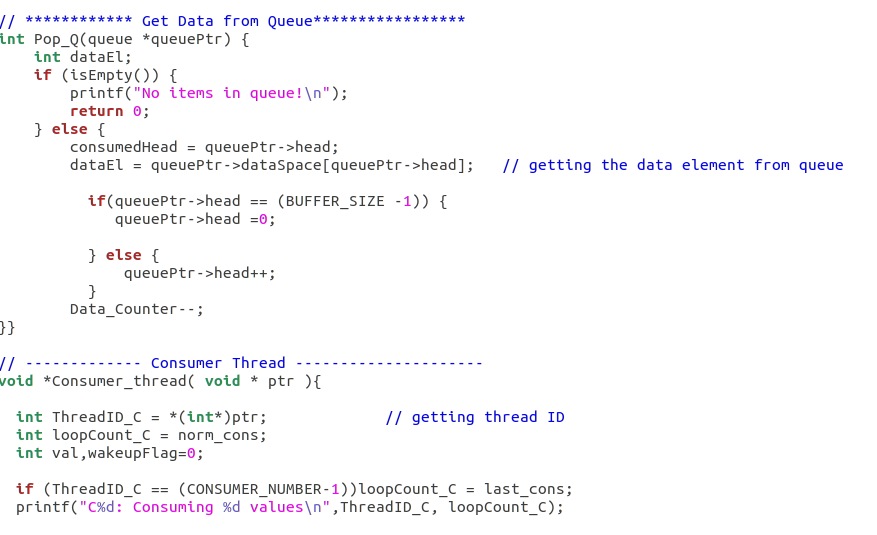 // ************ Get Data from Queue*****************
int Pop_Q(queue *queuePtr) {
    int dataEl;
    if (isEmpty()) {
        printf("No items in queue!\n");
        return 0;
    } else {
        consumedHead = queuePtr->head;
        dataEl = queuePtr->dataSpace[queuePtr->head];   // getting the data element from queue
          if(queuePtr->head == (BUFFER_SIZE -1)) {
             queuePtr->head =0;
          } else {
              queuePtr->head++;
          }
        Data_Counter--;
}}
// ------------- Consumer Thread ---------------------
void *Consumer_thread( void * ptr ){
  int ThreadID_C = *(int*)ptr;             // getting thread ID
  int loopCount_C = norm_cons;
  int val,wakeupFlag=0;
  if (ThreadID_C == (CONSUMER_NUMBER-1))loopCount_C = last_cons;
  printf("C%d: Consuming %d values\n",ThreadID_C, loopCount_C);